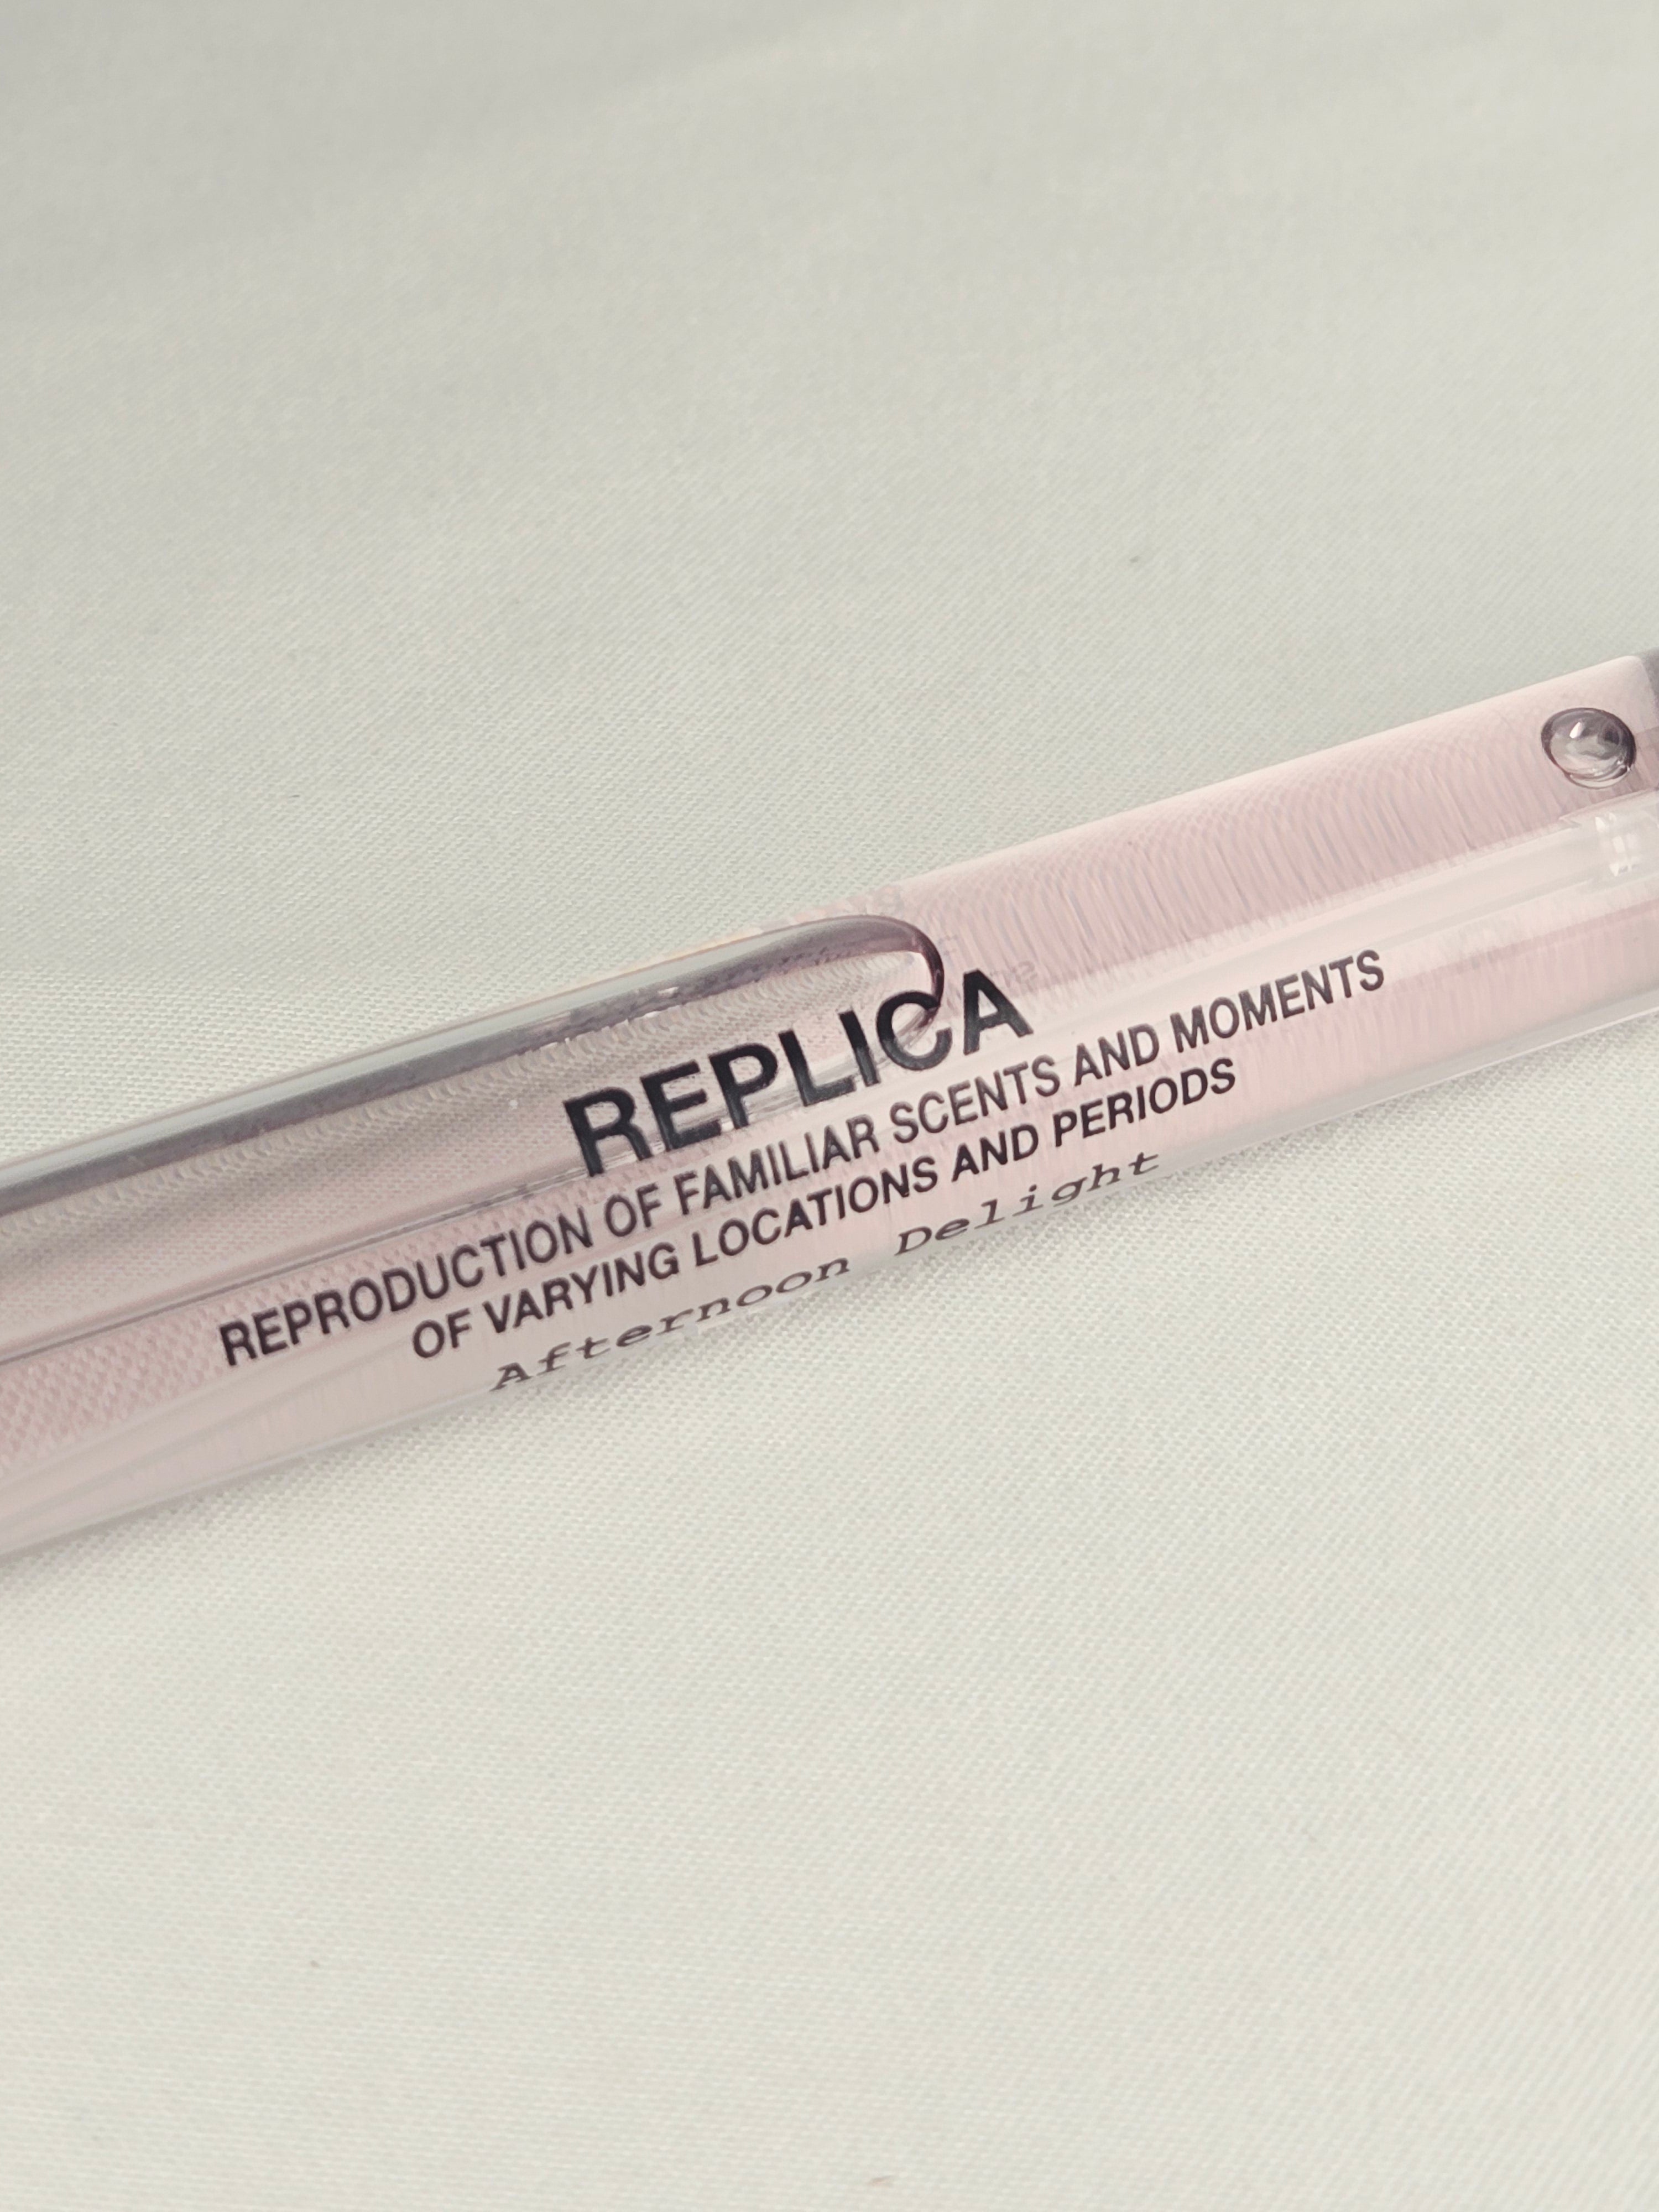 REPLICA
REPRODUCTION OF FAMILIAR SCENTS AND MOMENTS
OF VARYING LOCATIONS AND PERIODS
Afternoon Delight